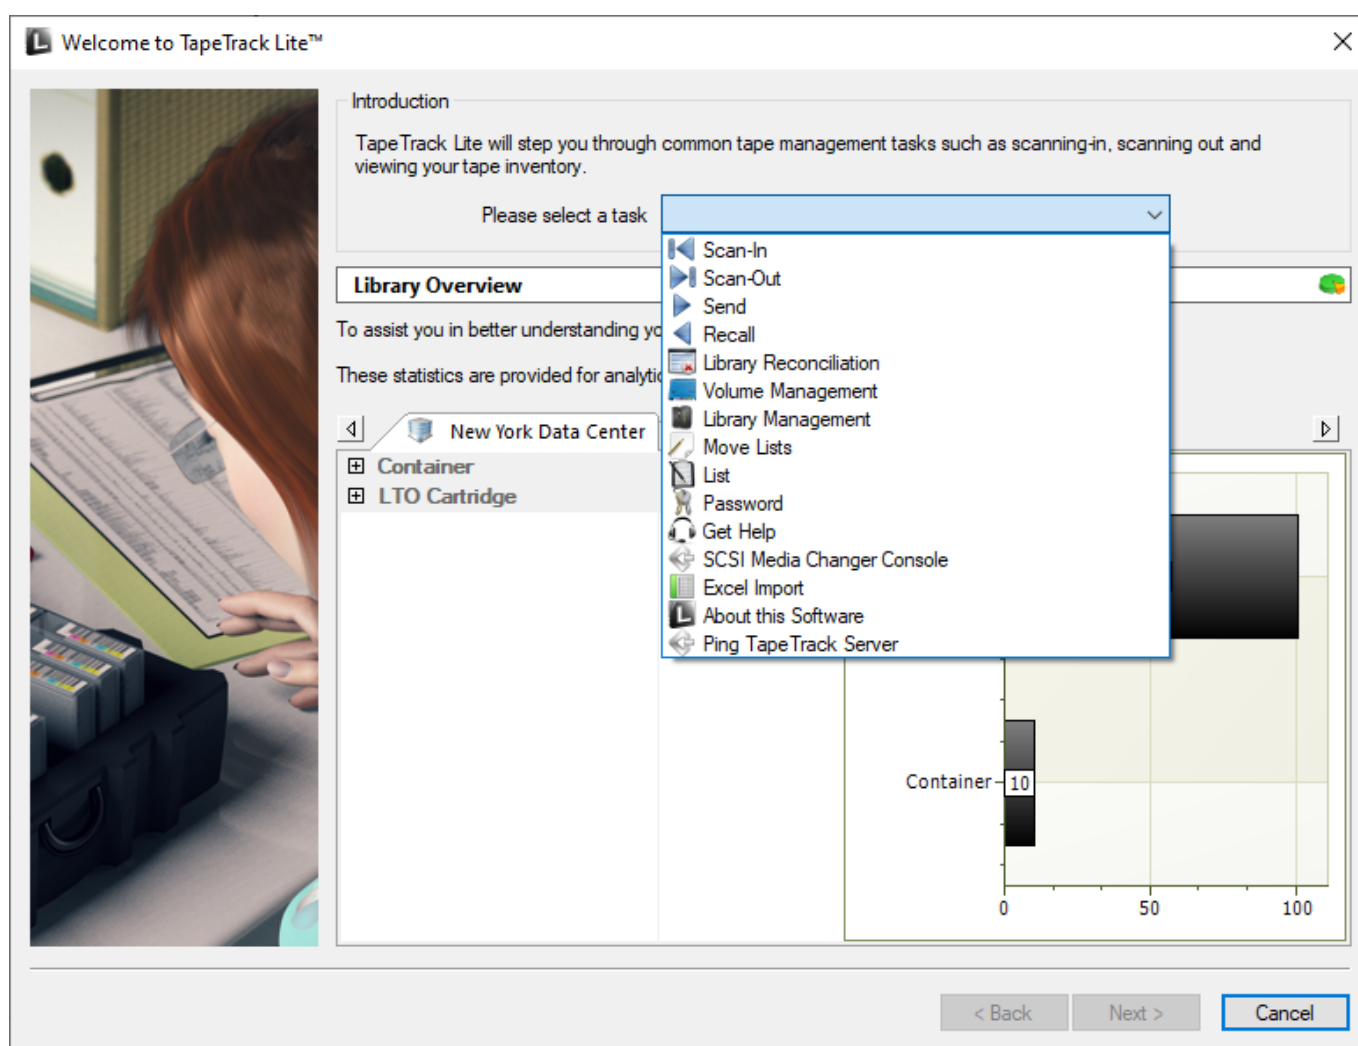 Welcome to TapeTrack Lite™
Introduction
TapeTrack Lite will step you through common tape management tasks such as scanning-in, scanning out and
viewing your tape inventory.
Please select a task
Scan-In
Scan-Out
Send
Recall
Library Reconciliation
Volume Management
Library Management
Move Lists
List
Password
Get Help
SCSI Media Changer Console
Excel Import
About this Software
Ping TapeTrack Server
Library Overview
To assist you in better understanding yo
These statistics are provided for analytic
New York Data Center
Container
LTO Cartridge
Container
10
0 50 100
< Back Next > Cancel